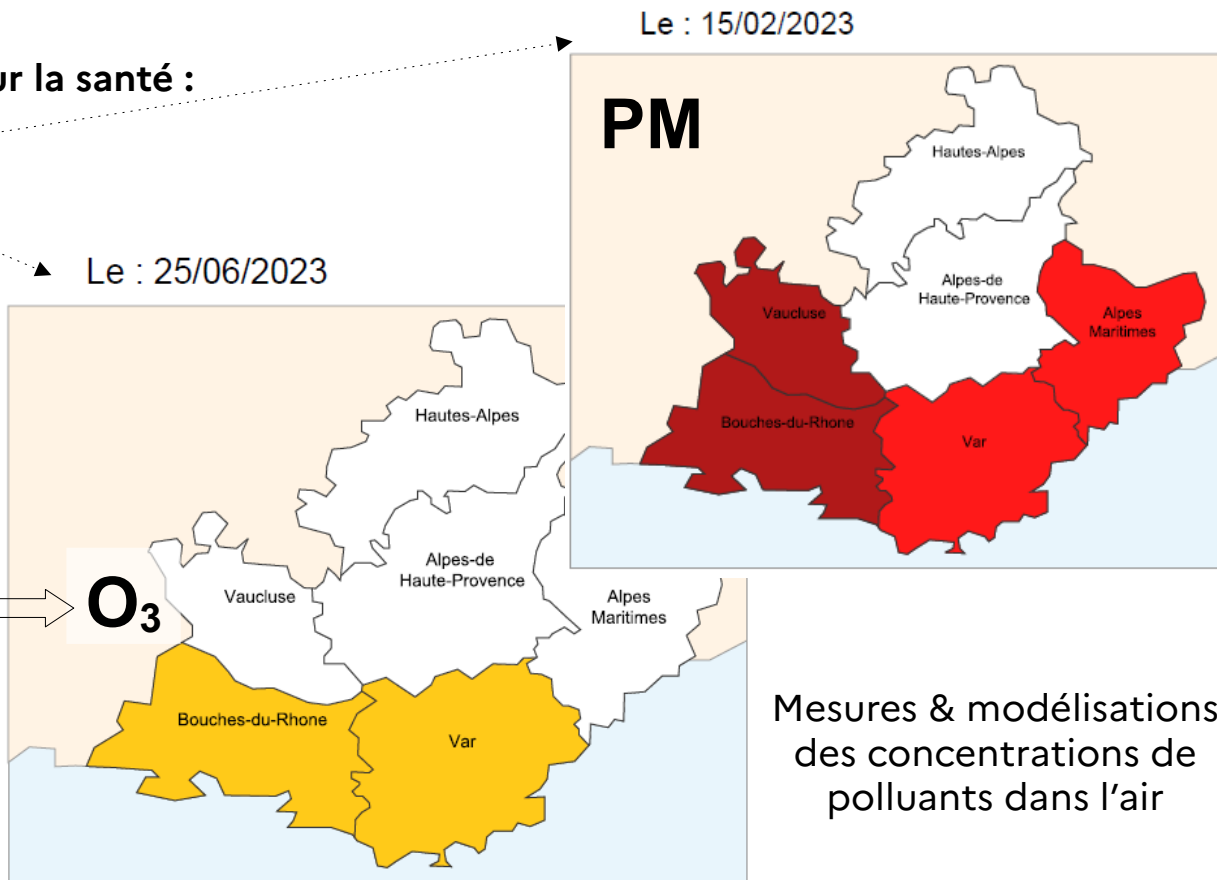 Le : 15/02/2023
ur la santé :
PM
Hautes-Alpes
Alpes-de
Haute-Provence
Vaucluse
Alpes
Maritimes
Bouches-du-Rhone
Var
Le : 25/06/2023
Hautes-Alpes
Alpes-de
Haute-Provence
O₃
Vaucluse
Alpes
Maritimes
Bouches-du-Rhone
Var
Mesures & modélisations
des concentrations de
polluants dans l’air